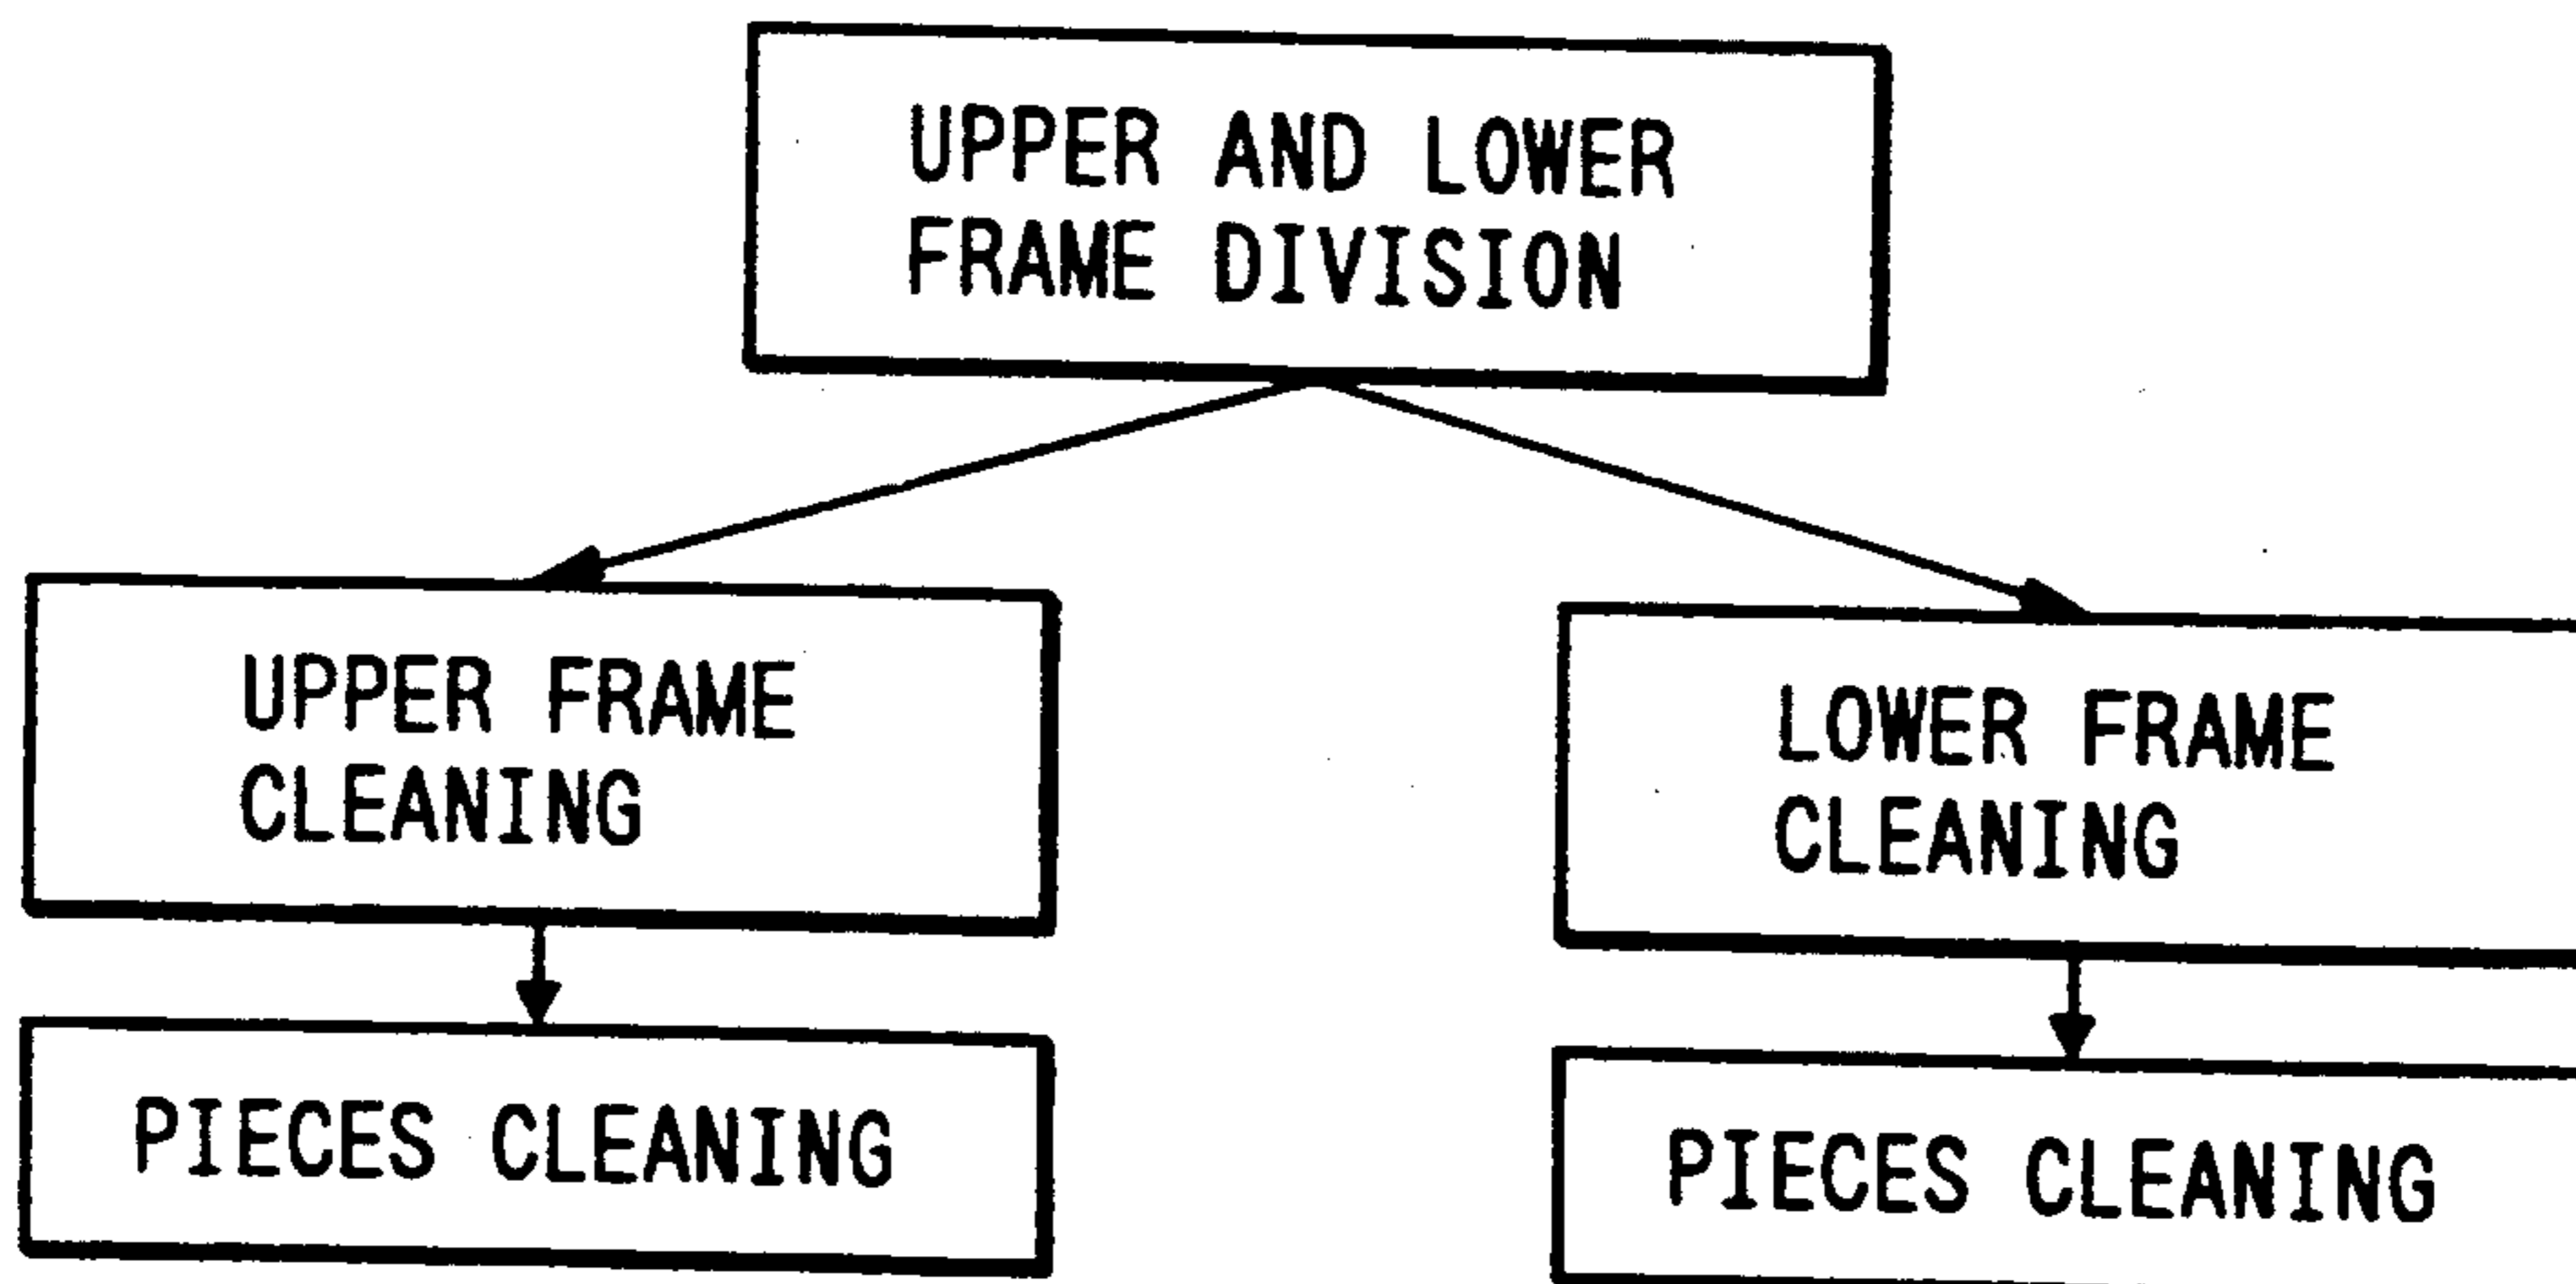 UPPER AND LOWER
FRAME DIVISION
UPPER FRAME
CLEANING
LOWER FRAME
CLEANING
PIECES CLEANING
PIECES CLEANING